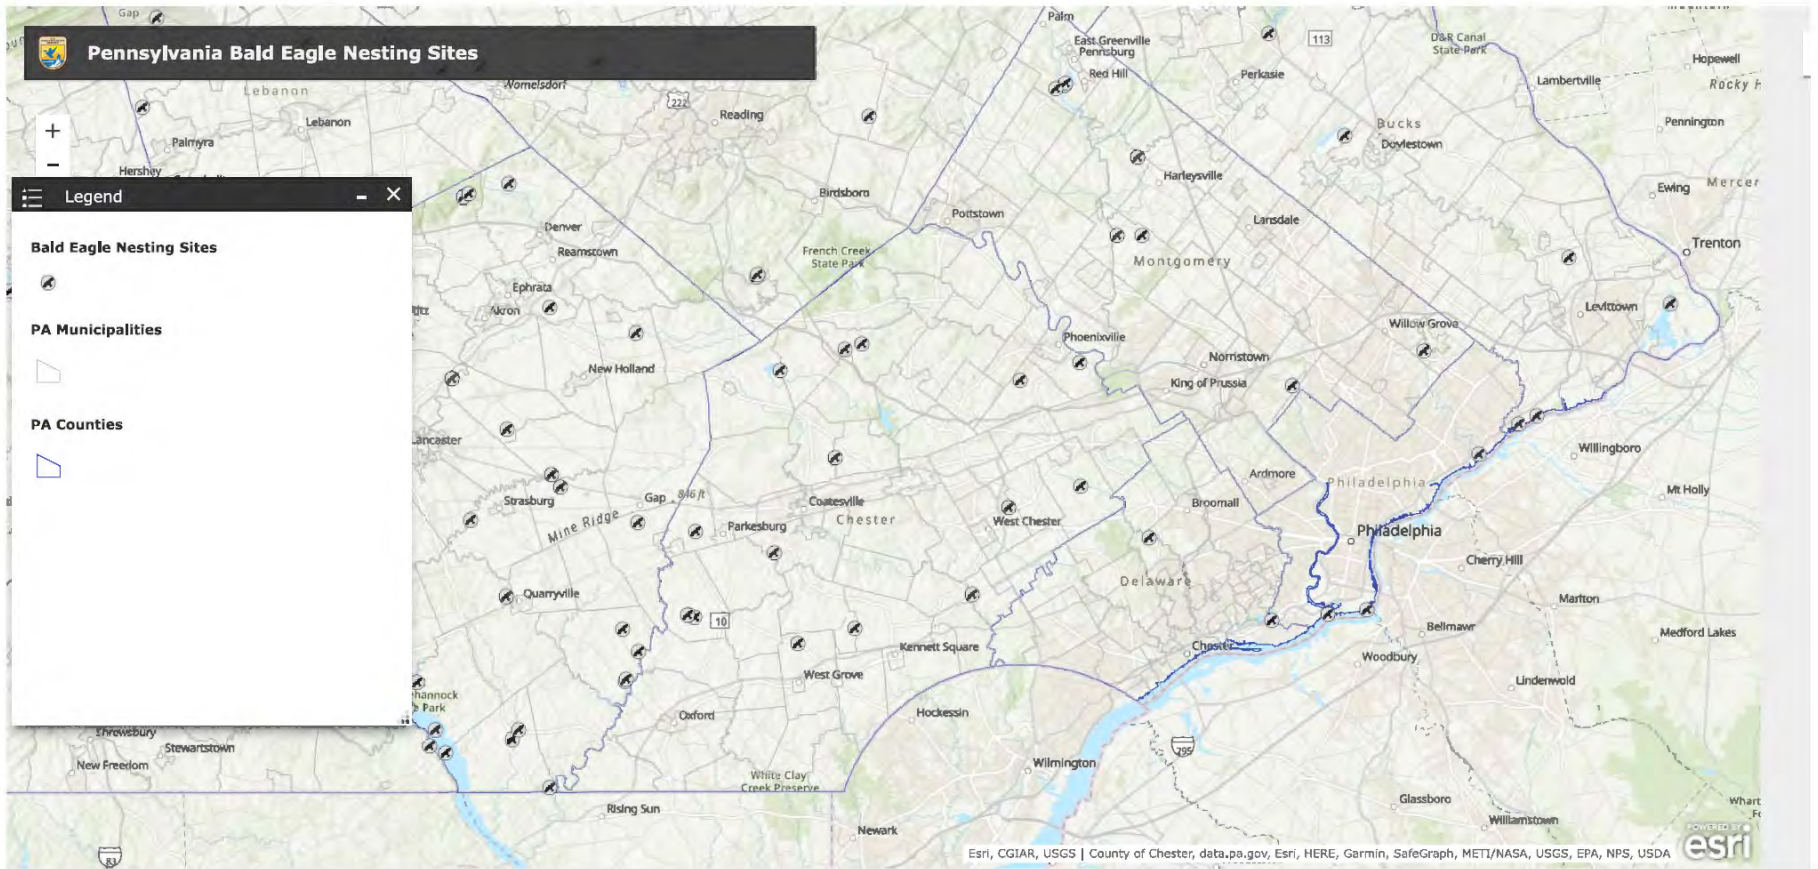 Gap
Palm
East Greenville
Pennsburg
Red Hill
113
D&R Canal
State Park
Hopewell
Pennsylvania Bald Eagle Nesting Sites
Perkasie
Lambertville
Womelsdorf
Lebanon
222
Reading
Lebanon
Bucks
Doylestown
Pennington
+
Palmyra
−
Hershey
Harleysville
Ewing
Mercer
Legend
Birdsboro
Pottstown
Lansdale
Denver
Reamstown
French Creek
State Park
Trenton
Bald Eagle Nesting Sites
Montgomery
Ephrata
Akron
Levittown
PA Municipalities
Phoenixville
Willow Grove
New Holland
Norristown
King of Prussia
PA Counties
Lancaster
Willingboro
Ardmore
Philadelphia
Strasburg
Gap
846 ft
Coatesville
Mt Holly
Mine Ridge
Parkesburg
Chester
West Chester
Broomall
Philadelphia
Cherry Hill
Delaware
Quarryville
Marlton
10
Bellmawr
Medford Lakes
Kennett Square
Chester
Woodbury
West Grove
Lindenwold
Oxford
Hockessin
Shrewsbury
Stewartstown
295
New Freedom
Wilmington
White Clay
Creek Preserve
Rising Sun
Glassboro
Williamstown
Newark
83
Esri, CGIAR, USGS | County of Chester, data.pa.gov, Esri, HERE, Garmin, SafeGraph, METI/NASA, USGS, EPA, NPS, USDA
POWERED BY
esri